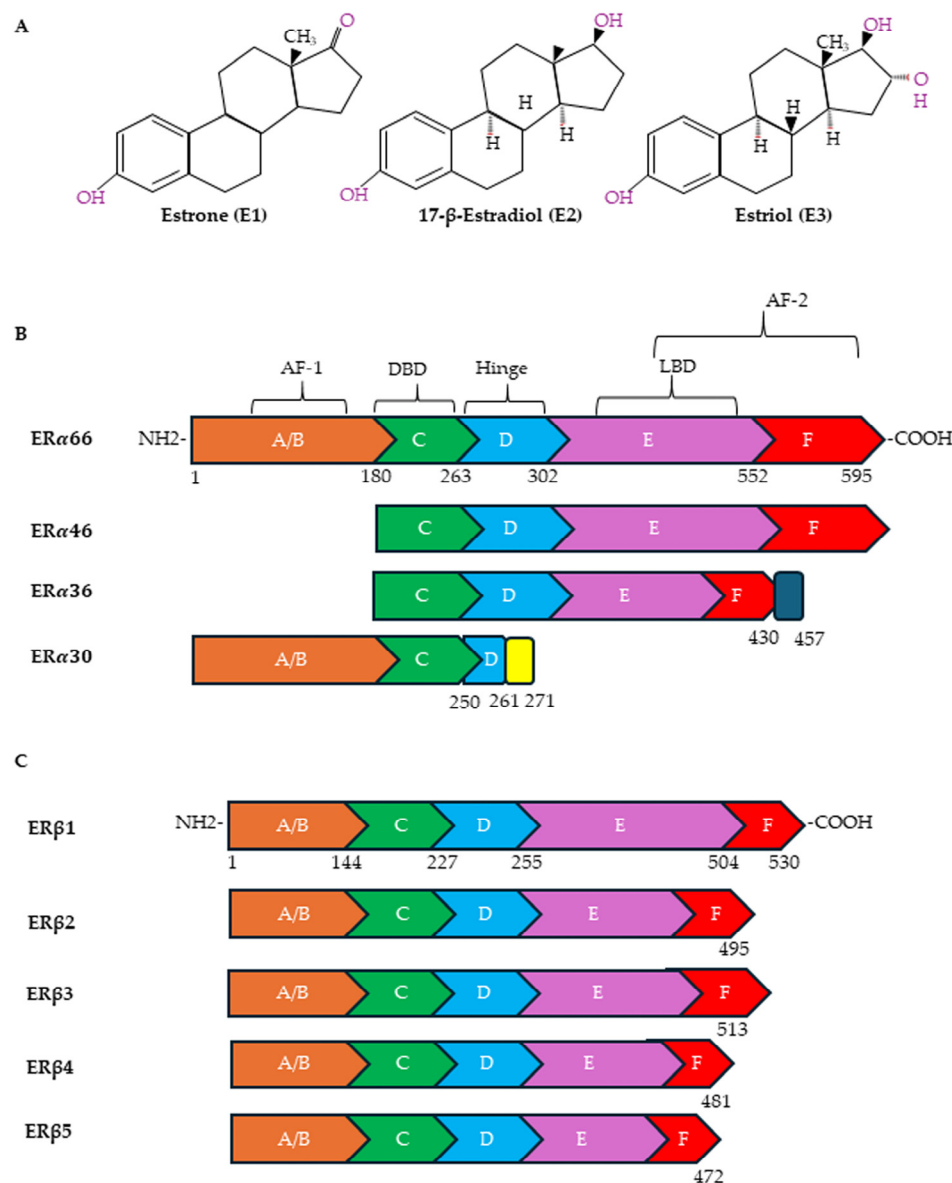 A
O
CH3
OH
Estrone (E1)
OH
H
H
H
OH
17-β-Estradiol (E2)
OH
CH3
O
H
H
H
H
OH
Estriol (E3)
B
AF-2
AF-1 DBD Hinge LBD
ERα66 NH2- A/B C D E F -COOH
1 180 263 302 552 595
ERα46 C D E F
ERα36 C D E F
430 457
ERα30 A/B C D
250 261 271
C
ERβ1 NH2- A/B C D E F -COOH
1 144 227 255 504 530
ERβ2 A/B C D E F
495
ERβ3 A/B C D E F
513
ERβ4 A/B C D E F
481
ERβ5 A/B C D E F
472